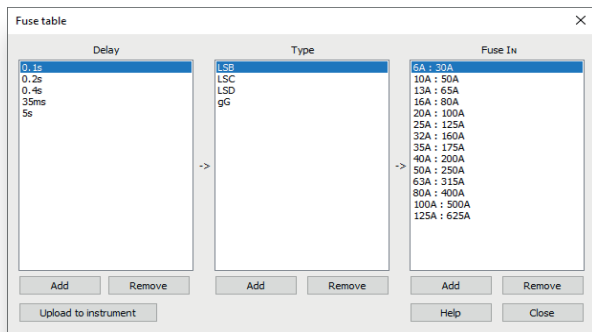 Fuse table
Delay
Type
Fuse IN
0.1s
0.2s
0.4s
35ms
5s
->
LSB
LSC
LSD
gG
->
6A : 30A
10A : 50A
13A : 65A
16A : 80A
20A : 100A
25A : 125A
32A : 160A
35A : 175A
40A : 200A
50A : 250A
63A : 315A
80A : 400A
100A : 500A
125A : 625A
Add
Remove
Add
Remove
Add
Remove
Upload to instrument
Help
Close